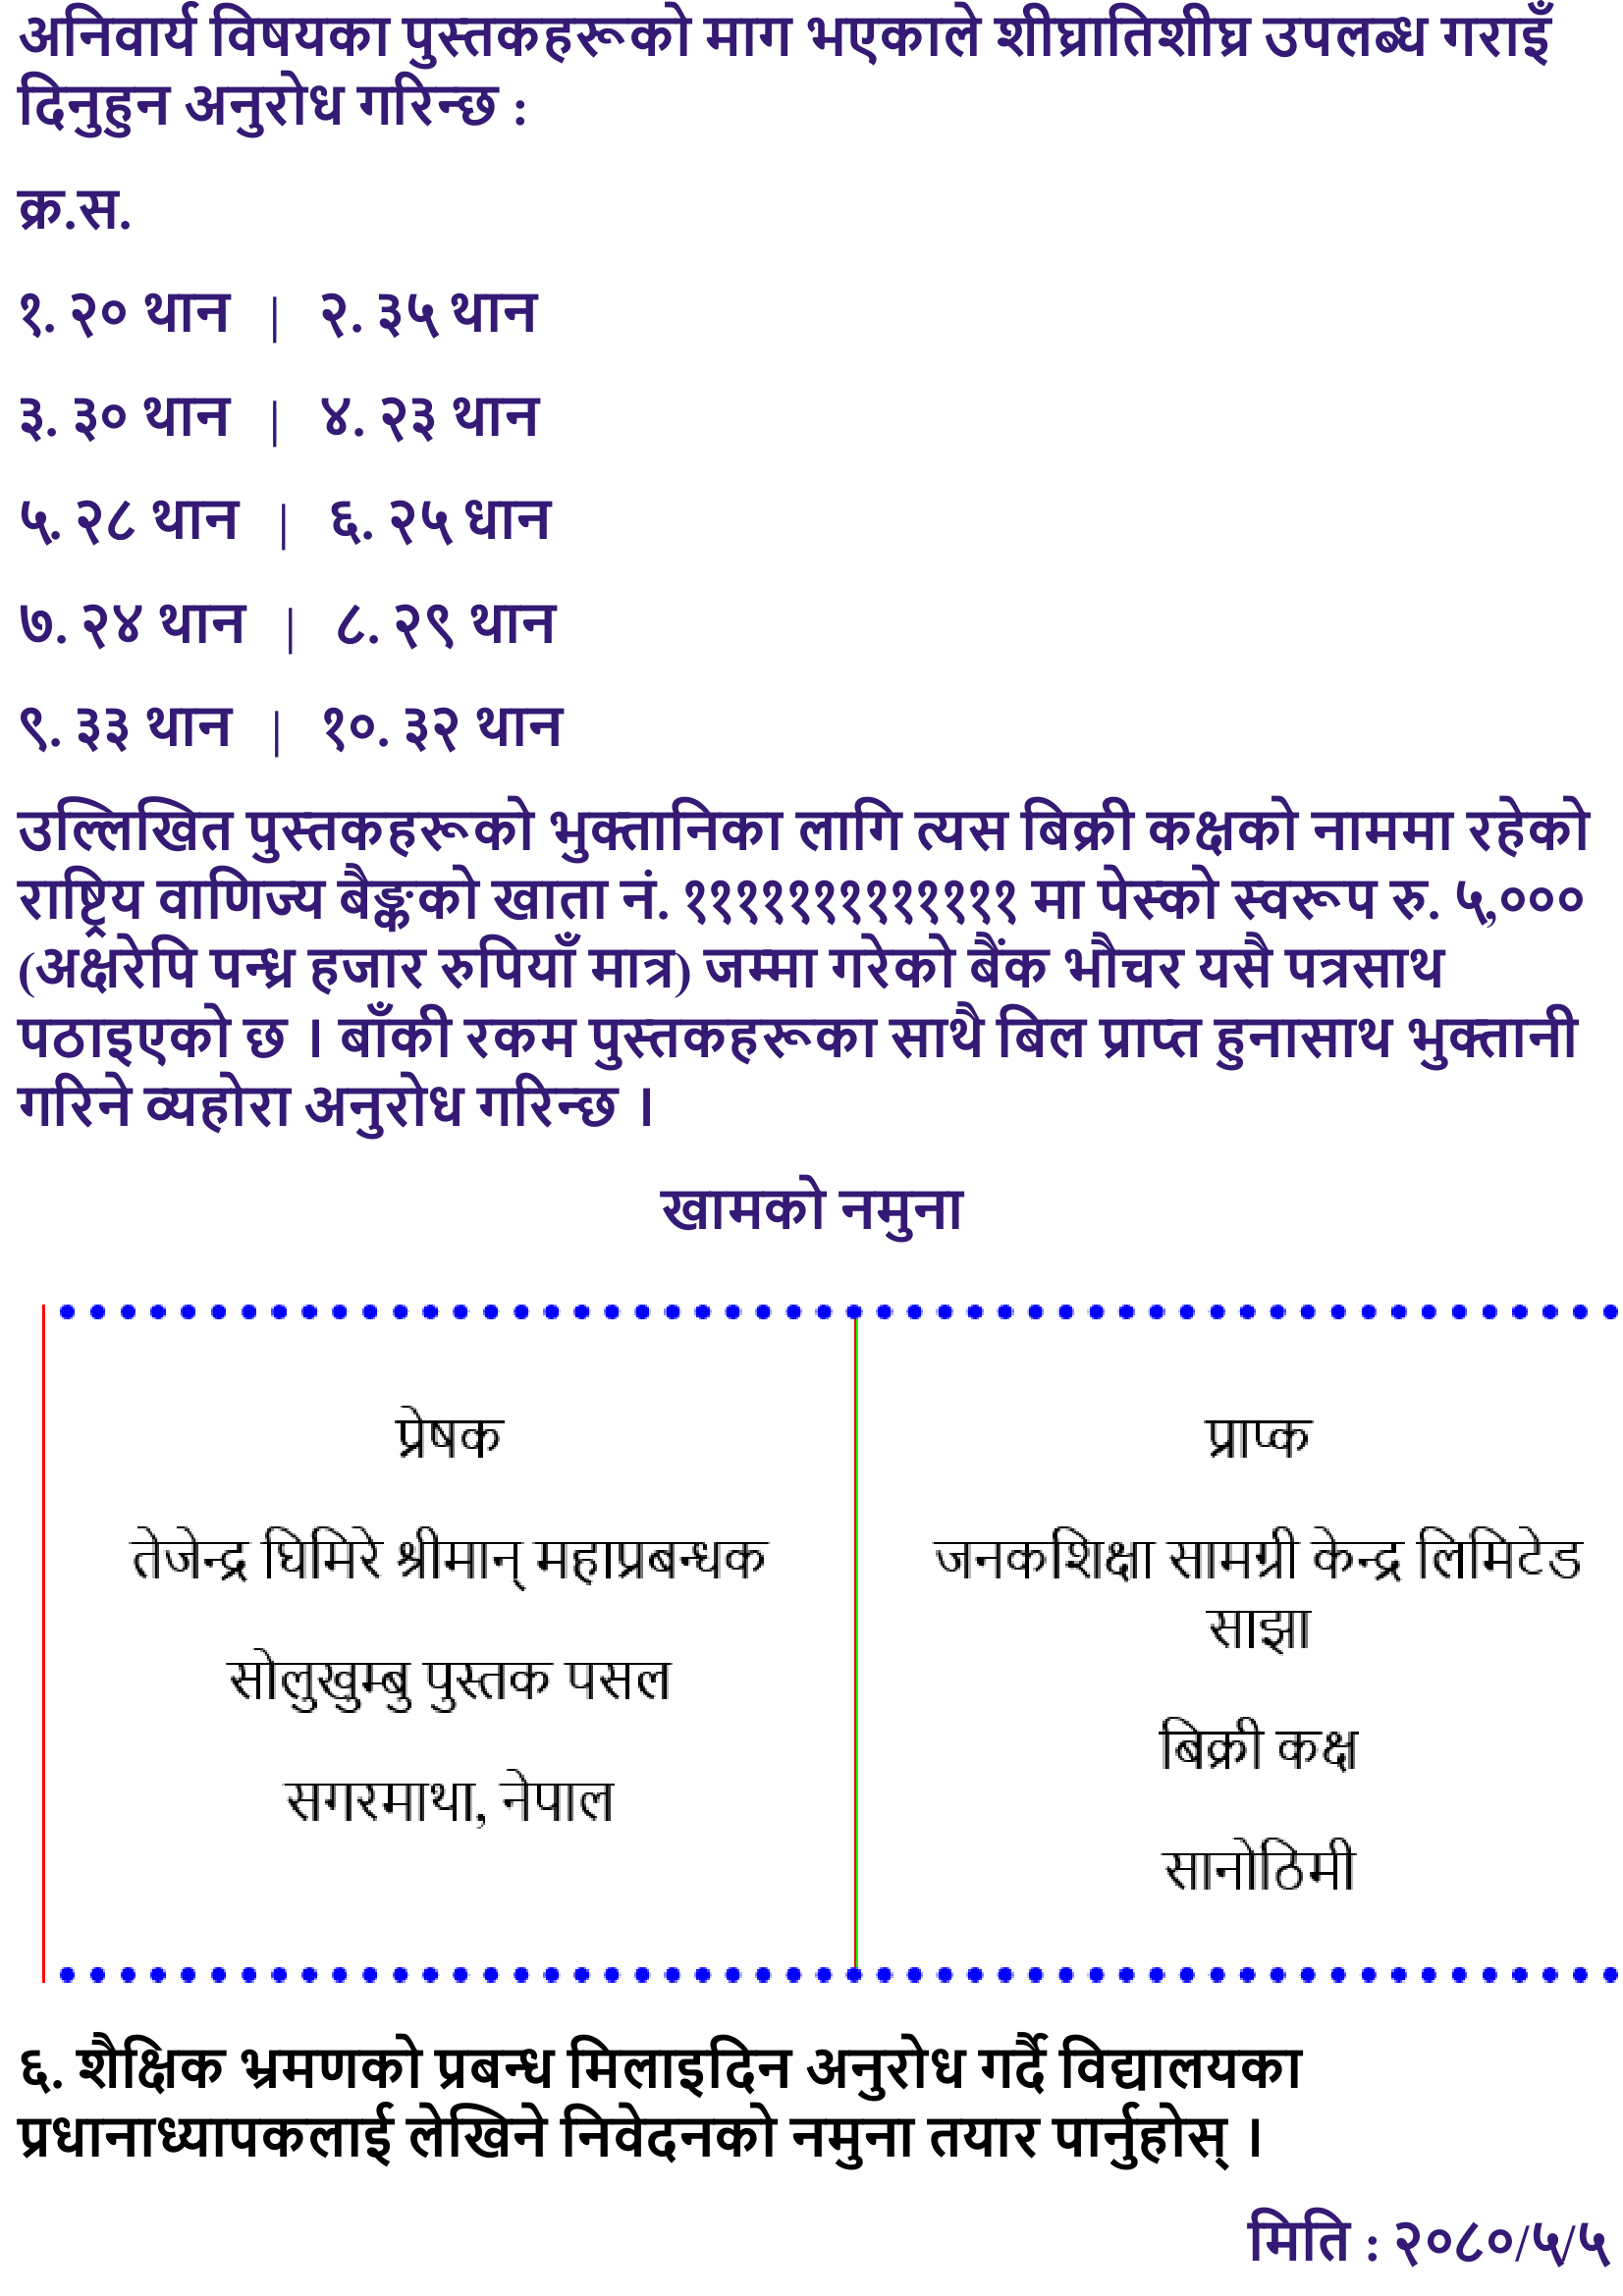 अनिवार्य विषयका पुस्तकहरूको माग भएकाले शीघ्रातिशीघ्र उपलब्ध गराइँ
दिनुहुन अनुरोध गरिन्छ :
क्र.स.
१. २० थान | २. ३५ थान
३. ३० थान | ४. २३ थान
५. २८ थान | ६. २५ धान
७. २४ थान | ८. २९ थान
९. ३३ थान | १०. ३२ थान
उल्लिखित पुस्तकहरूको भुक्तानिका लागि त्यस बिक्री कक्षको नाममा रहेको
राष्ट्रिय वाणिज्य बैङ्कको खाता नं. ११११११११११११११ मा पेस्को स्वरूप रु. ५,०००
(अक्षरेपि पन्ध्र हजार रुपियाँ मात्र) जम्मा गरेको बैंक भौचर यसै पत्रसाथ
पठाइएको छ । बाँकी रकम पुस्तकहरूका साथै बिल प्राप्त हुनासाथ भुक्तानी
गरिने व्यहोरा अनुरोध गरिन्छ ।
खामको नमुना
प्रेषक
तेजेन्द्र घिमिरे श्रीमान् महाप्रबन्धक
सोलुखुम्बु पुस्तक पसल
सगरमाथा, नेपाल
प्राप्क
जनकशिक्षा सामग्री केन्द्र लिमिटेड
साझा
बिक्री कक्ष
सानोठिमी
६. शैक्षिक भ्रमणको प्रबन्ध मिलाइदिन अनुरोध गर्दै विद्यालयका
प्रधानाध्यापकलाई लेखिने निवेदनको नमुना तयार पार्नुहोस् ।
मिति : २०८०/५/५